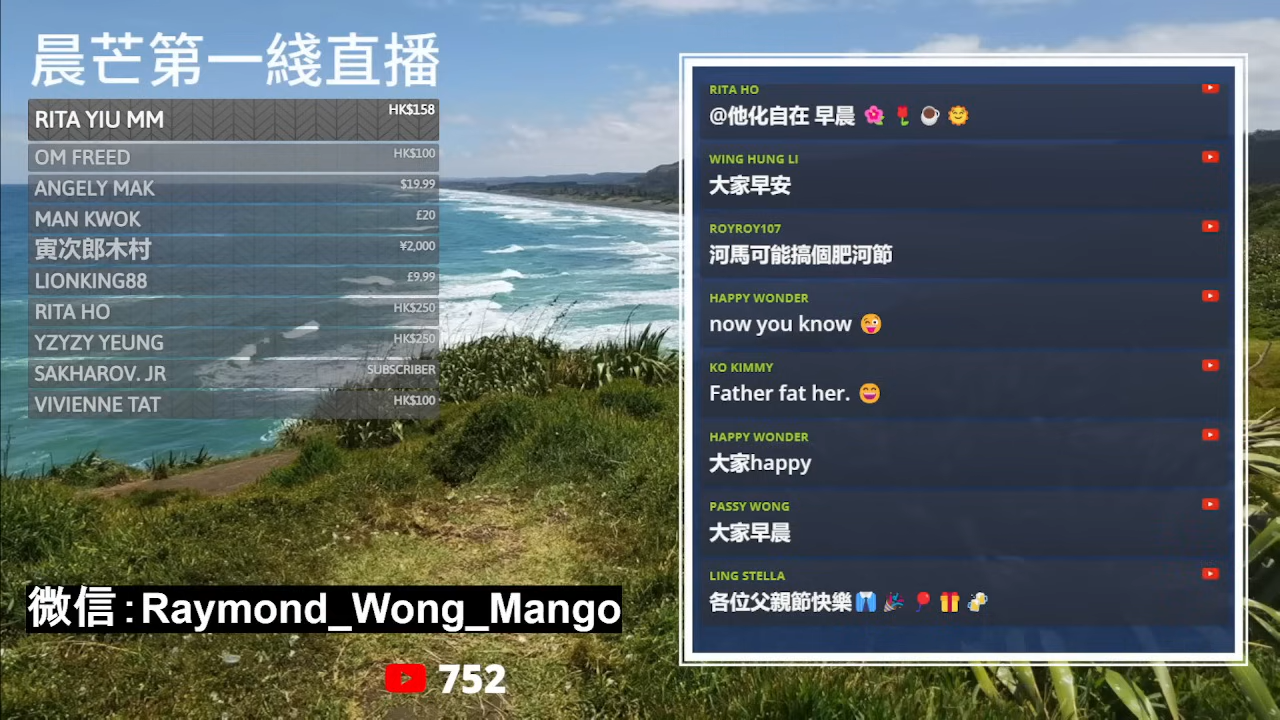 晨芒第一綫直播
RITA YIU MM HK$158
OM FREED HK$100
ANGELY MAK $19.99
MAN KWOK £20
寅次郎木村 ¥2,000
LIONKING88 £9.99
RITA HO HK$250
YZYZY YEUNG HK$250
SAKHAROV. JR SUBSCRIBER
VIVIENNE TAT HK$100
微信:Raymond_Wong_Mango
752
RITA HO
@他化自在 早晨 🌺 🌷 ☕ 🌞
WING HUNG LI
大家早安
ROYROY107
河馬可能搞個肥河節
HAPPY WONDER
now you know 😜
KO KIMMY
Father fat her. 😄
HAPPY WONDER
大家happy
PASSY WONG
大家早晨
LING STELLA
各位父親節快樂👖 🎉 🎈 🎁 🍻